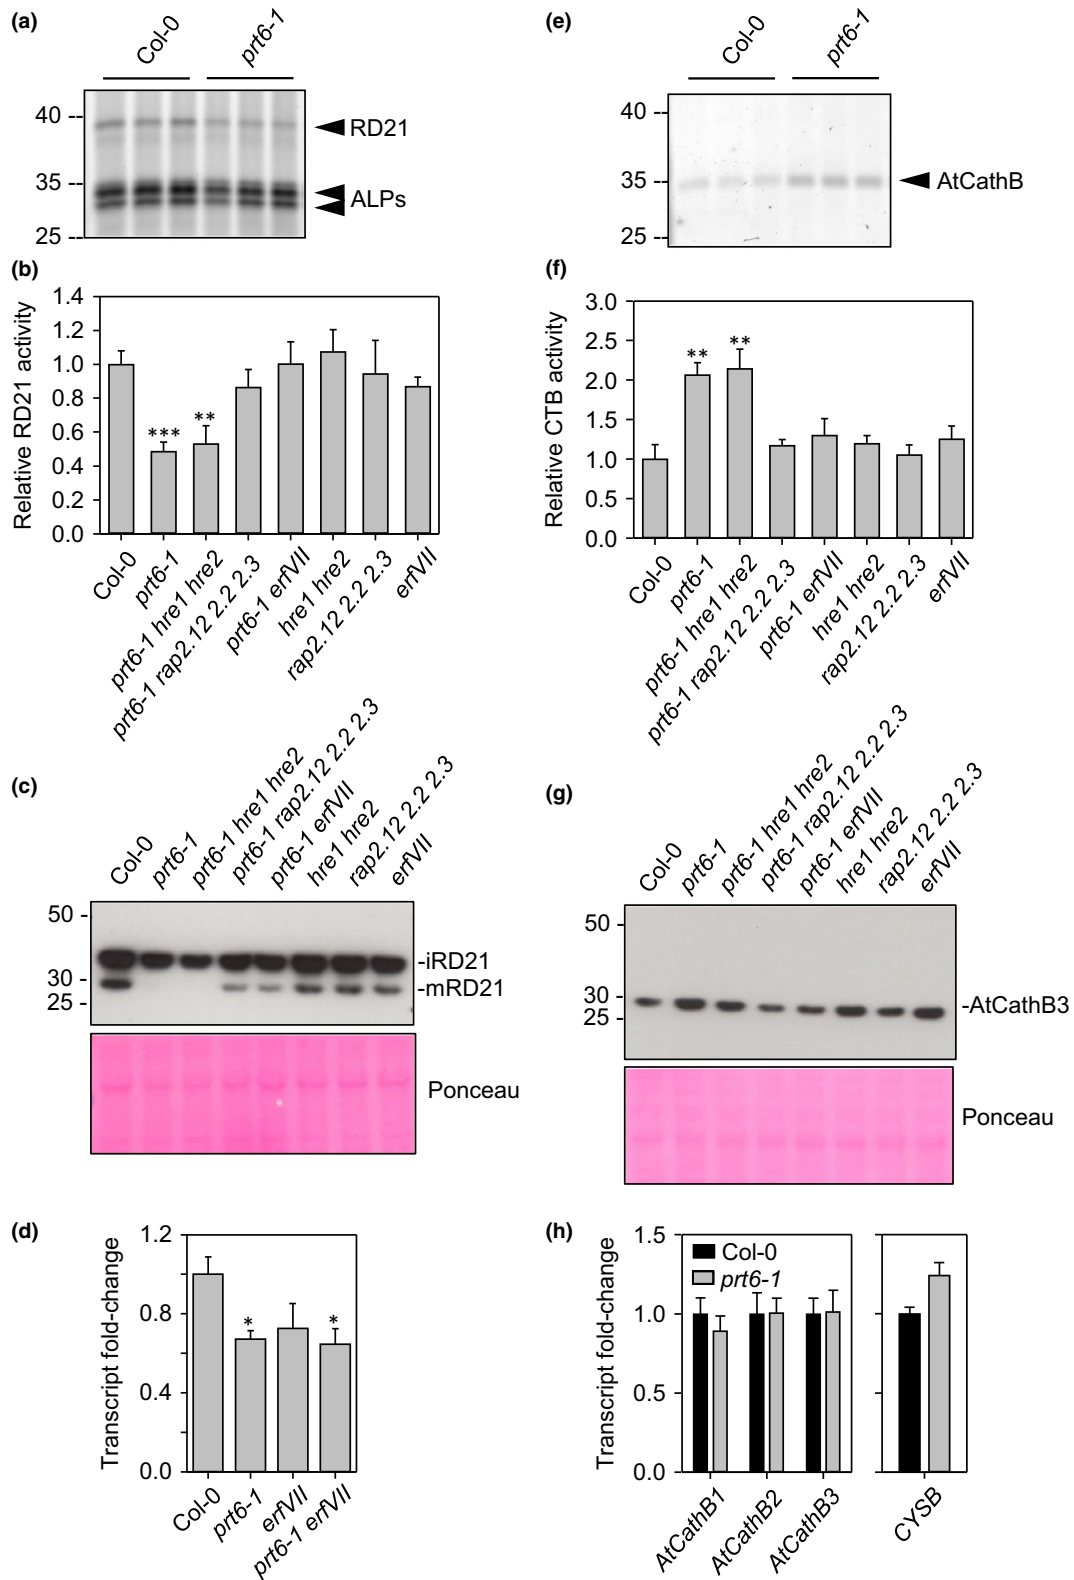 (a)
Col-0
prt6-1
40
35
25
RD21
ALPs
(b)
Relative RD21 activity
1.4
1.2
1.0
0.8
0.6
0.4
0.2
0.0
***
**
Col-0
prt6-1
prt6-1 hre1 hre2
prt6-1 rap2.12 2.2 2.3
prt6-1 erfVII
hre1 hre2
rap2.12 2.2 2.3
erfVII
(c)
Col-0
prt6-1
prt6-1 hre1 hre2
prt6-1 rap2.12 2.2 2.3
prt6-1 erfVII
hre1 hre2
rap2.12 2.2 2.3
erfVII
50 -
30 -
25 -
-iRD21
-mRD21
Ponceau
(d)
Transcript fold-change
1.2
0.8
0.4
0.0
*
*
Col-0
prt6-1
erfVII
prt6-1 erfVII
(e)
Col-0
prt6-1
40
35
25
AtCathB
(f)
Relative CTB activity
3.0
2.5
2.0
1.5
1.0
0.5
0.0
**
**
Col-0
prt6-1
prt6-1 hre1 hre2
prt6-1 rap2.12 2.2 2.3
prt6-1 erfVII
hre1 hre2
rap2.12 2.2 2.3
erfVII
(g)
Col-0
prt6-1
prt6-1 hre1 hre2
prt6-1 rap2.12 2.2 2.3
prt6-1 erfVII
hre1 hre2
rap2.12 2.2 2.3
erfVII
50 -
30 -
25 -
-AtCathB3
Ponceau
(h)
Transcript fold-change
1.5
1.0
0.5
0.0
Col-0
prt6-1
AtCathB1
AtCathB2
AtCathB3
CYSB